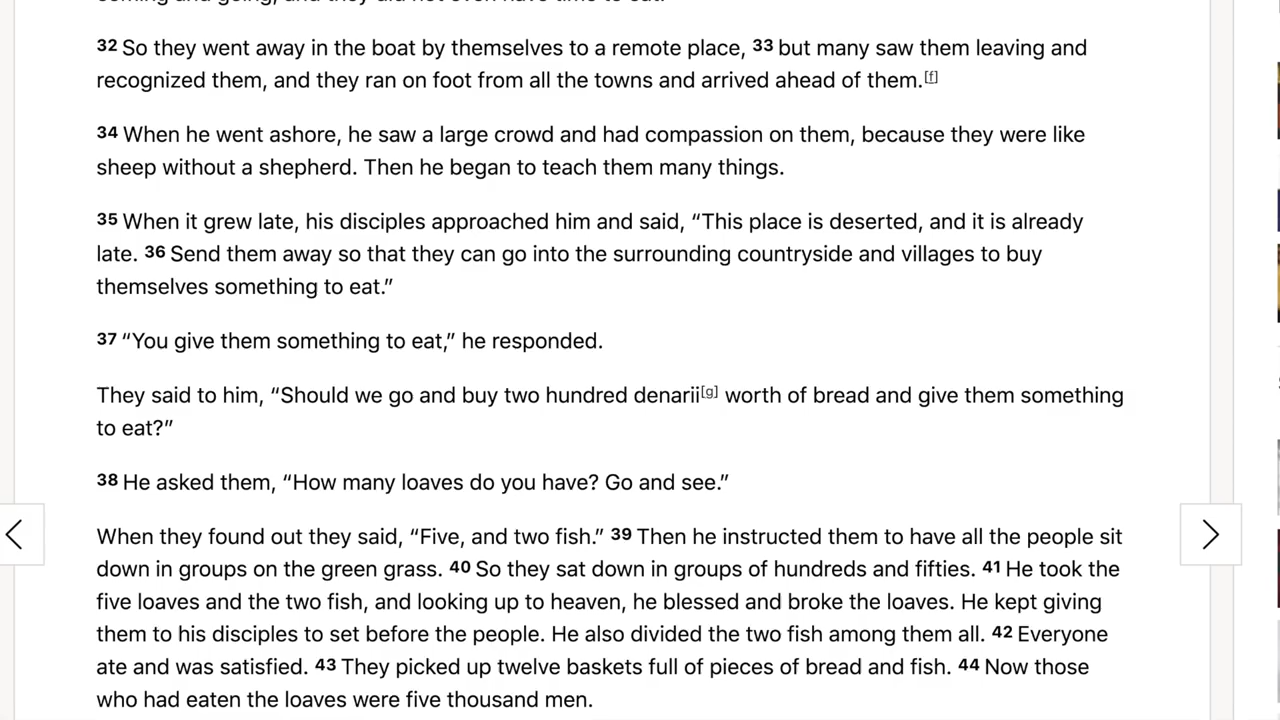 coming and going, and they did not even have time to eat.
32 So they went away in the boat by themselves to a remote place, 33 but many saw them leaving and
recognized them, and they ran on foot from all the towns and arrived ahead of them.[f]
34 When he went ashore, he saw a large crowd and had compassion on them, because they were like
sheep without a shepherd. Then he began to teach them many things.
35 When it grew late, his disciples approached him and said, “This place is deserted, and it is already
late. 36 Send them away so that they can go into the surrounding countryside and villages to buy
themselves something to eat.”
37 “You give them something to eat,” he responded.
They said to him, “Should we go and buy two hundred denarii[g] worth of bread and give them something
to eat?”
38 He asked them, “How many loaves do you have? Go and see.”
When they found out they said, “Five, and two fish.” 39 Then he instructed them to have all the people sit
down in groups on the green grass. 40 So they sat down in groups of hundreds and fifties. 41 He took the
five loaves and the two fish, and looking up to heaven, he blessed and broke the loaves. He kept giving
them to his disciples to set before the people. He also divided the two fish among them all. 42 Everyone
ate and was satisfied. 43 They picked up twelve baskets full of pieces of bread and fish. 44 Now those
who had eaten the loaves were five thousand men.